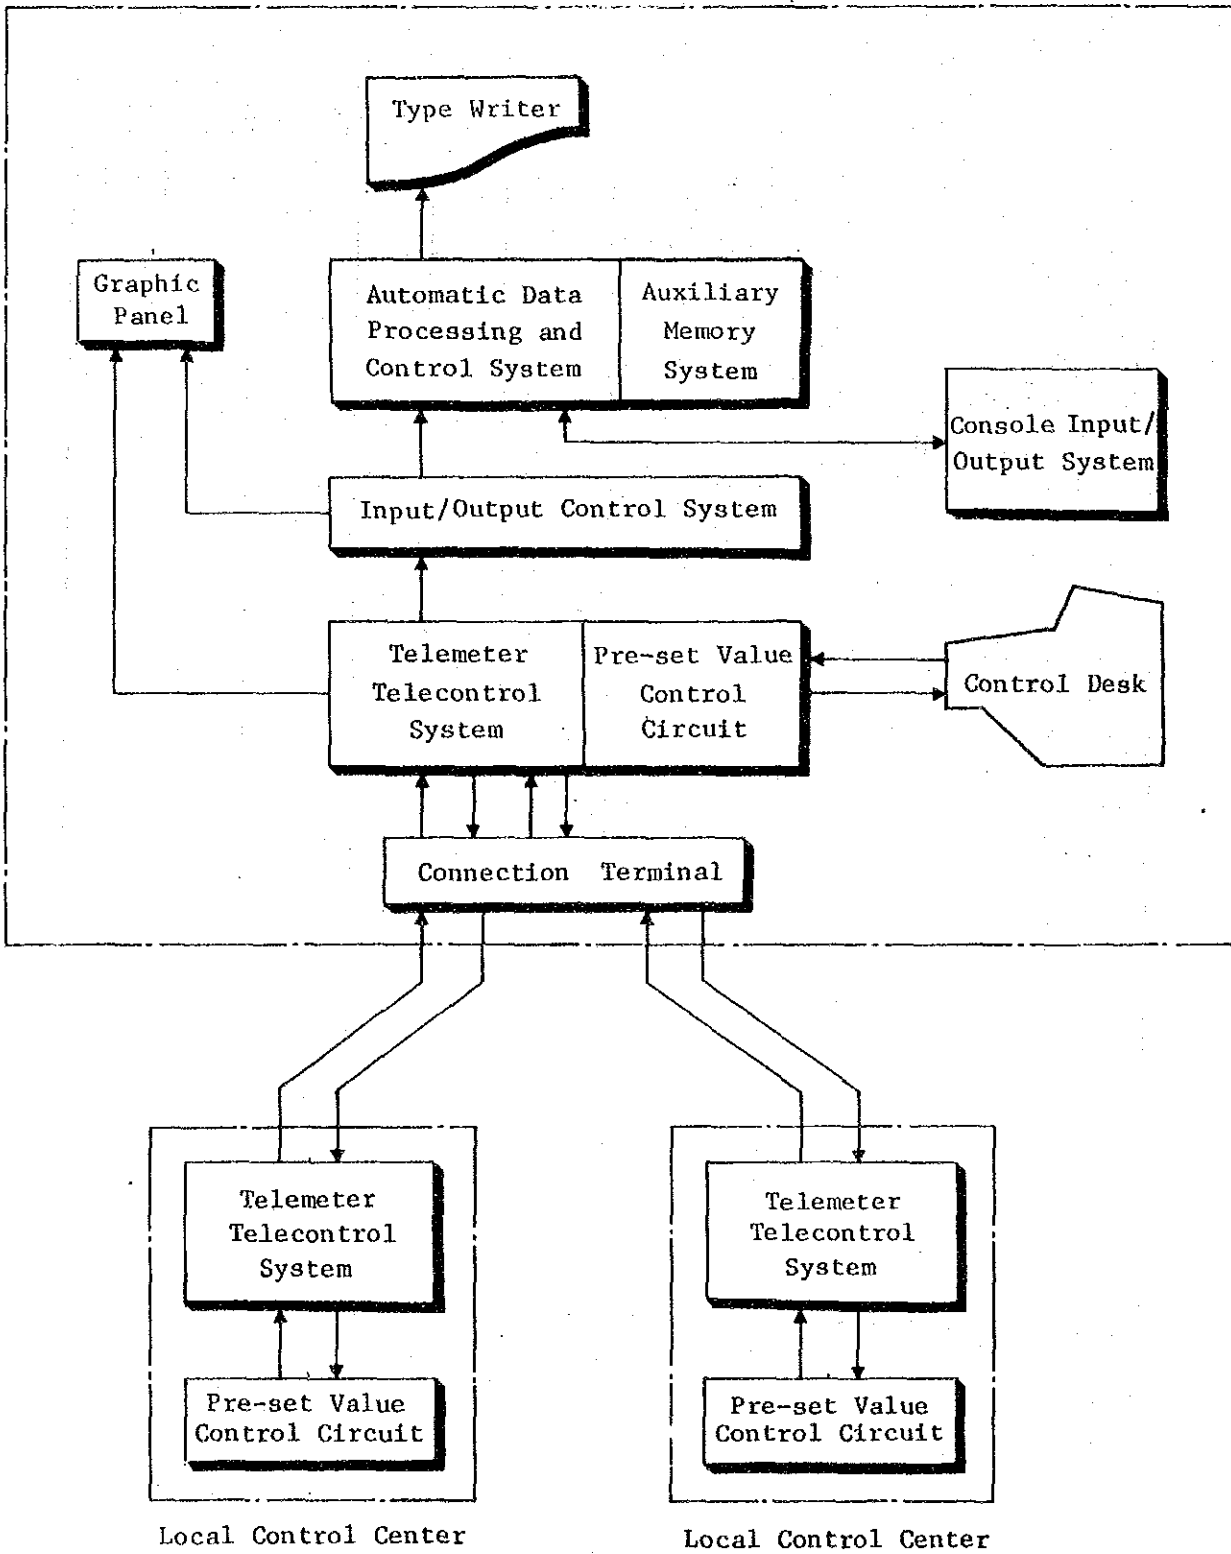 Type Writer
Graphic
Panel
Automatic Data
Processing and
Control System
Auxiliary
Memory
System
Console Input/
Output System
Input/Output Control System
Telemeter
Telecontrol
System
Pre-set Value
Control
Circuit
Control Desk
Connection Terminal
Telemeter
Telecontrol
System
Pre-set Value
Control Circuit
Local Control Center
Telemeter
Telecontrol
System
Pre-set Value
Control Circuit
Local Control Center